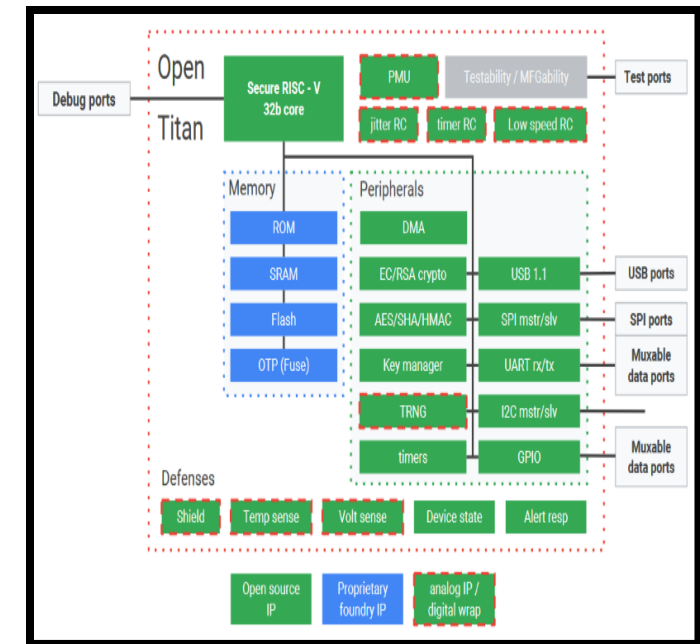 Open
Titan
Debug ports
Secure RISC - V
32b core
PMU
Testability / MFGability
Test ports
jitter RC
timer RC
Low speed RC
Memory
ROM
SRAM
Flash
OTP (Fuse)
Peripherals
DMA
EC/RSA crypto
USB 1.1
USB ports
AES/SHA/HMAC
SPI mstr/slv
SPI ports
Key manager
UART rx/tx
Muxable
data ports
TRNG
I2C mstr/slv
timers
GPIO
Muxable
data ports
Defenses
Shield
Temp sense
Volt sense
Device state
Alert resp
Open source
IP
Proprietary
foundry IP
analog IP /
digital wrap